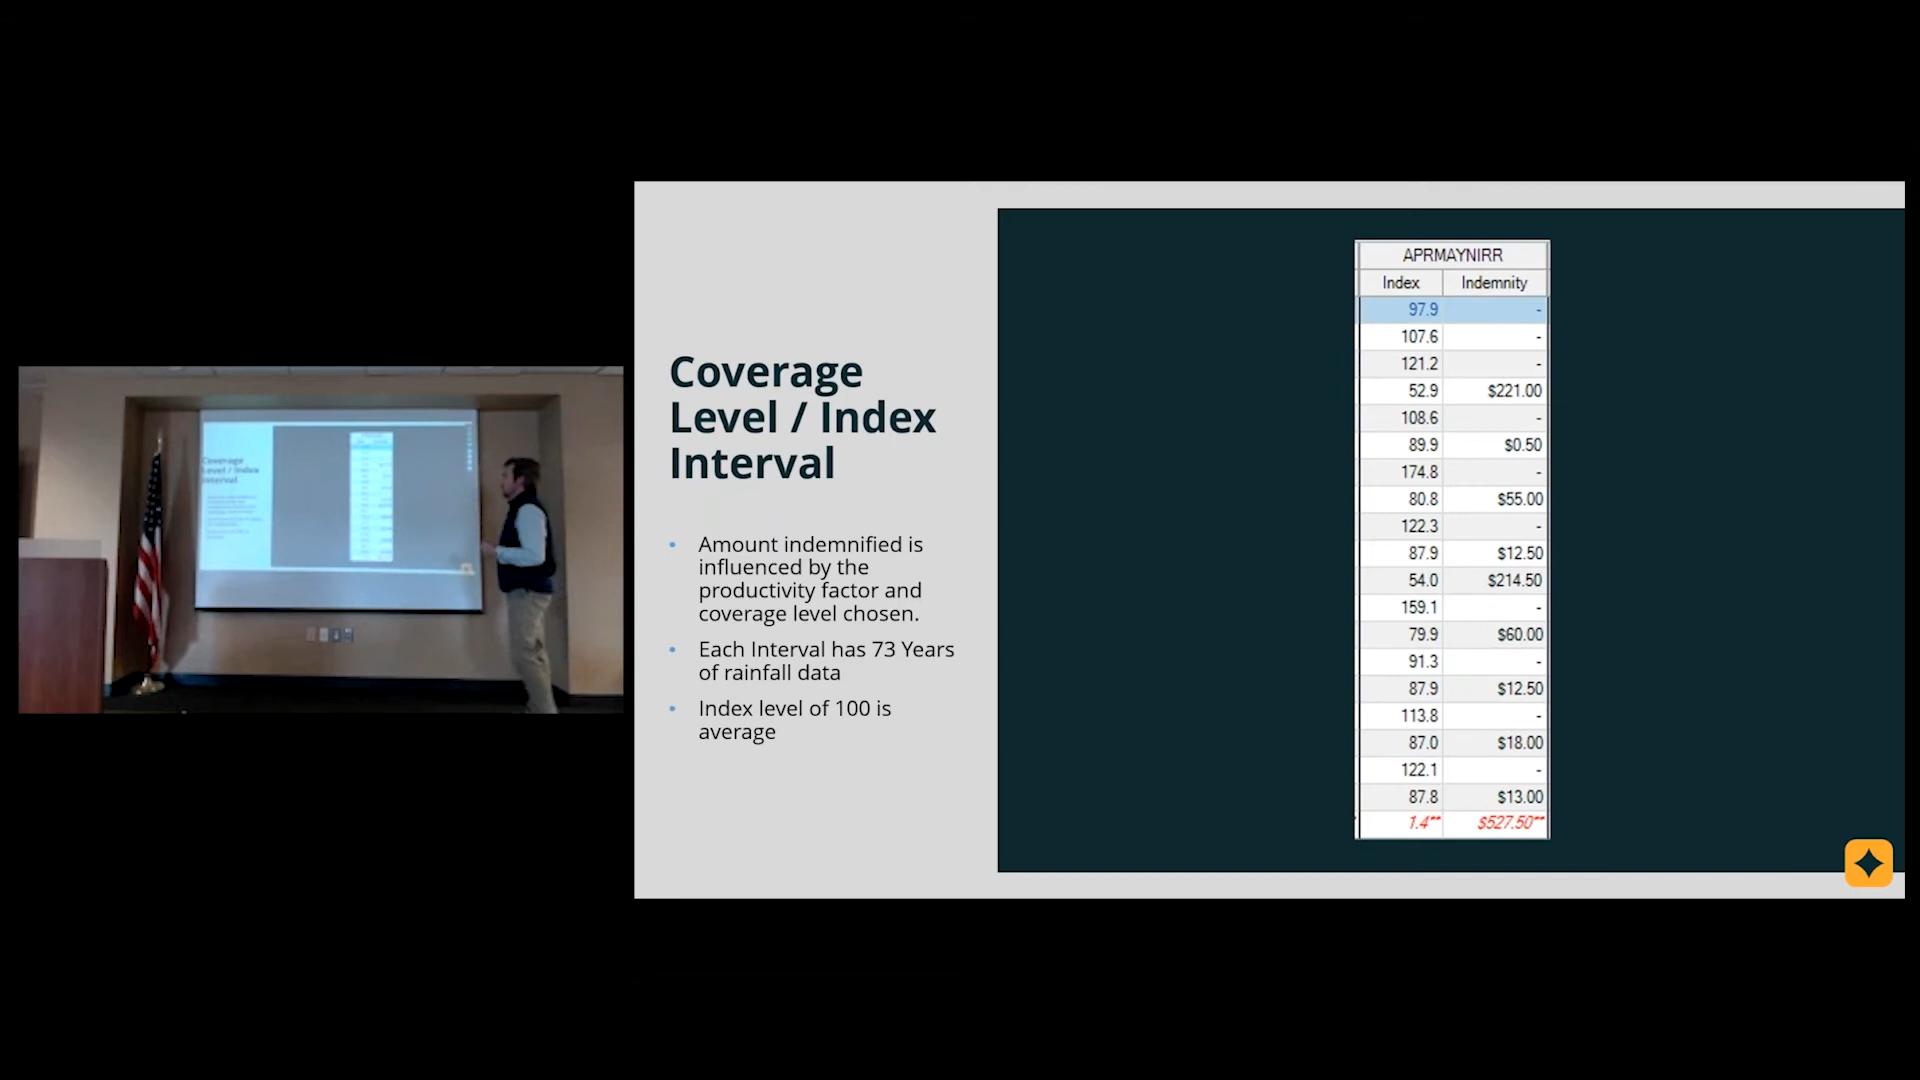 Coverage
Level / Index
Interval
• Amount indemnified is
influenced by the
productivity factor and
coverage level chosen.
• Each Interval has 73 Years
of rainfall data
• Index level of 100 is
average
APRMAYNIRR
Index Indemnity
97.9 -
107.6 -
121.2 -
52.9 $221.00
108.6 -
89.9 $0.50
174.8 -
80.8 $55.00
122.3 -
87.9 $12.50
54.0 $214.50
159.1 -
79.9 $60.00
91.3 -
87.9 $12.50
113.8 -
87.0 $18.00
122.1 -
87.8 $13.00
1.4** $527.50**
Coverage
Level / Index
Interval